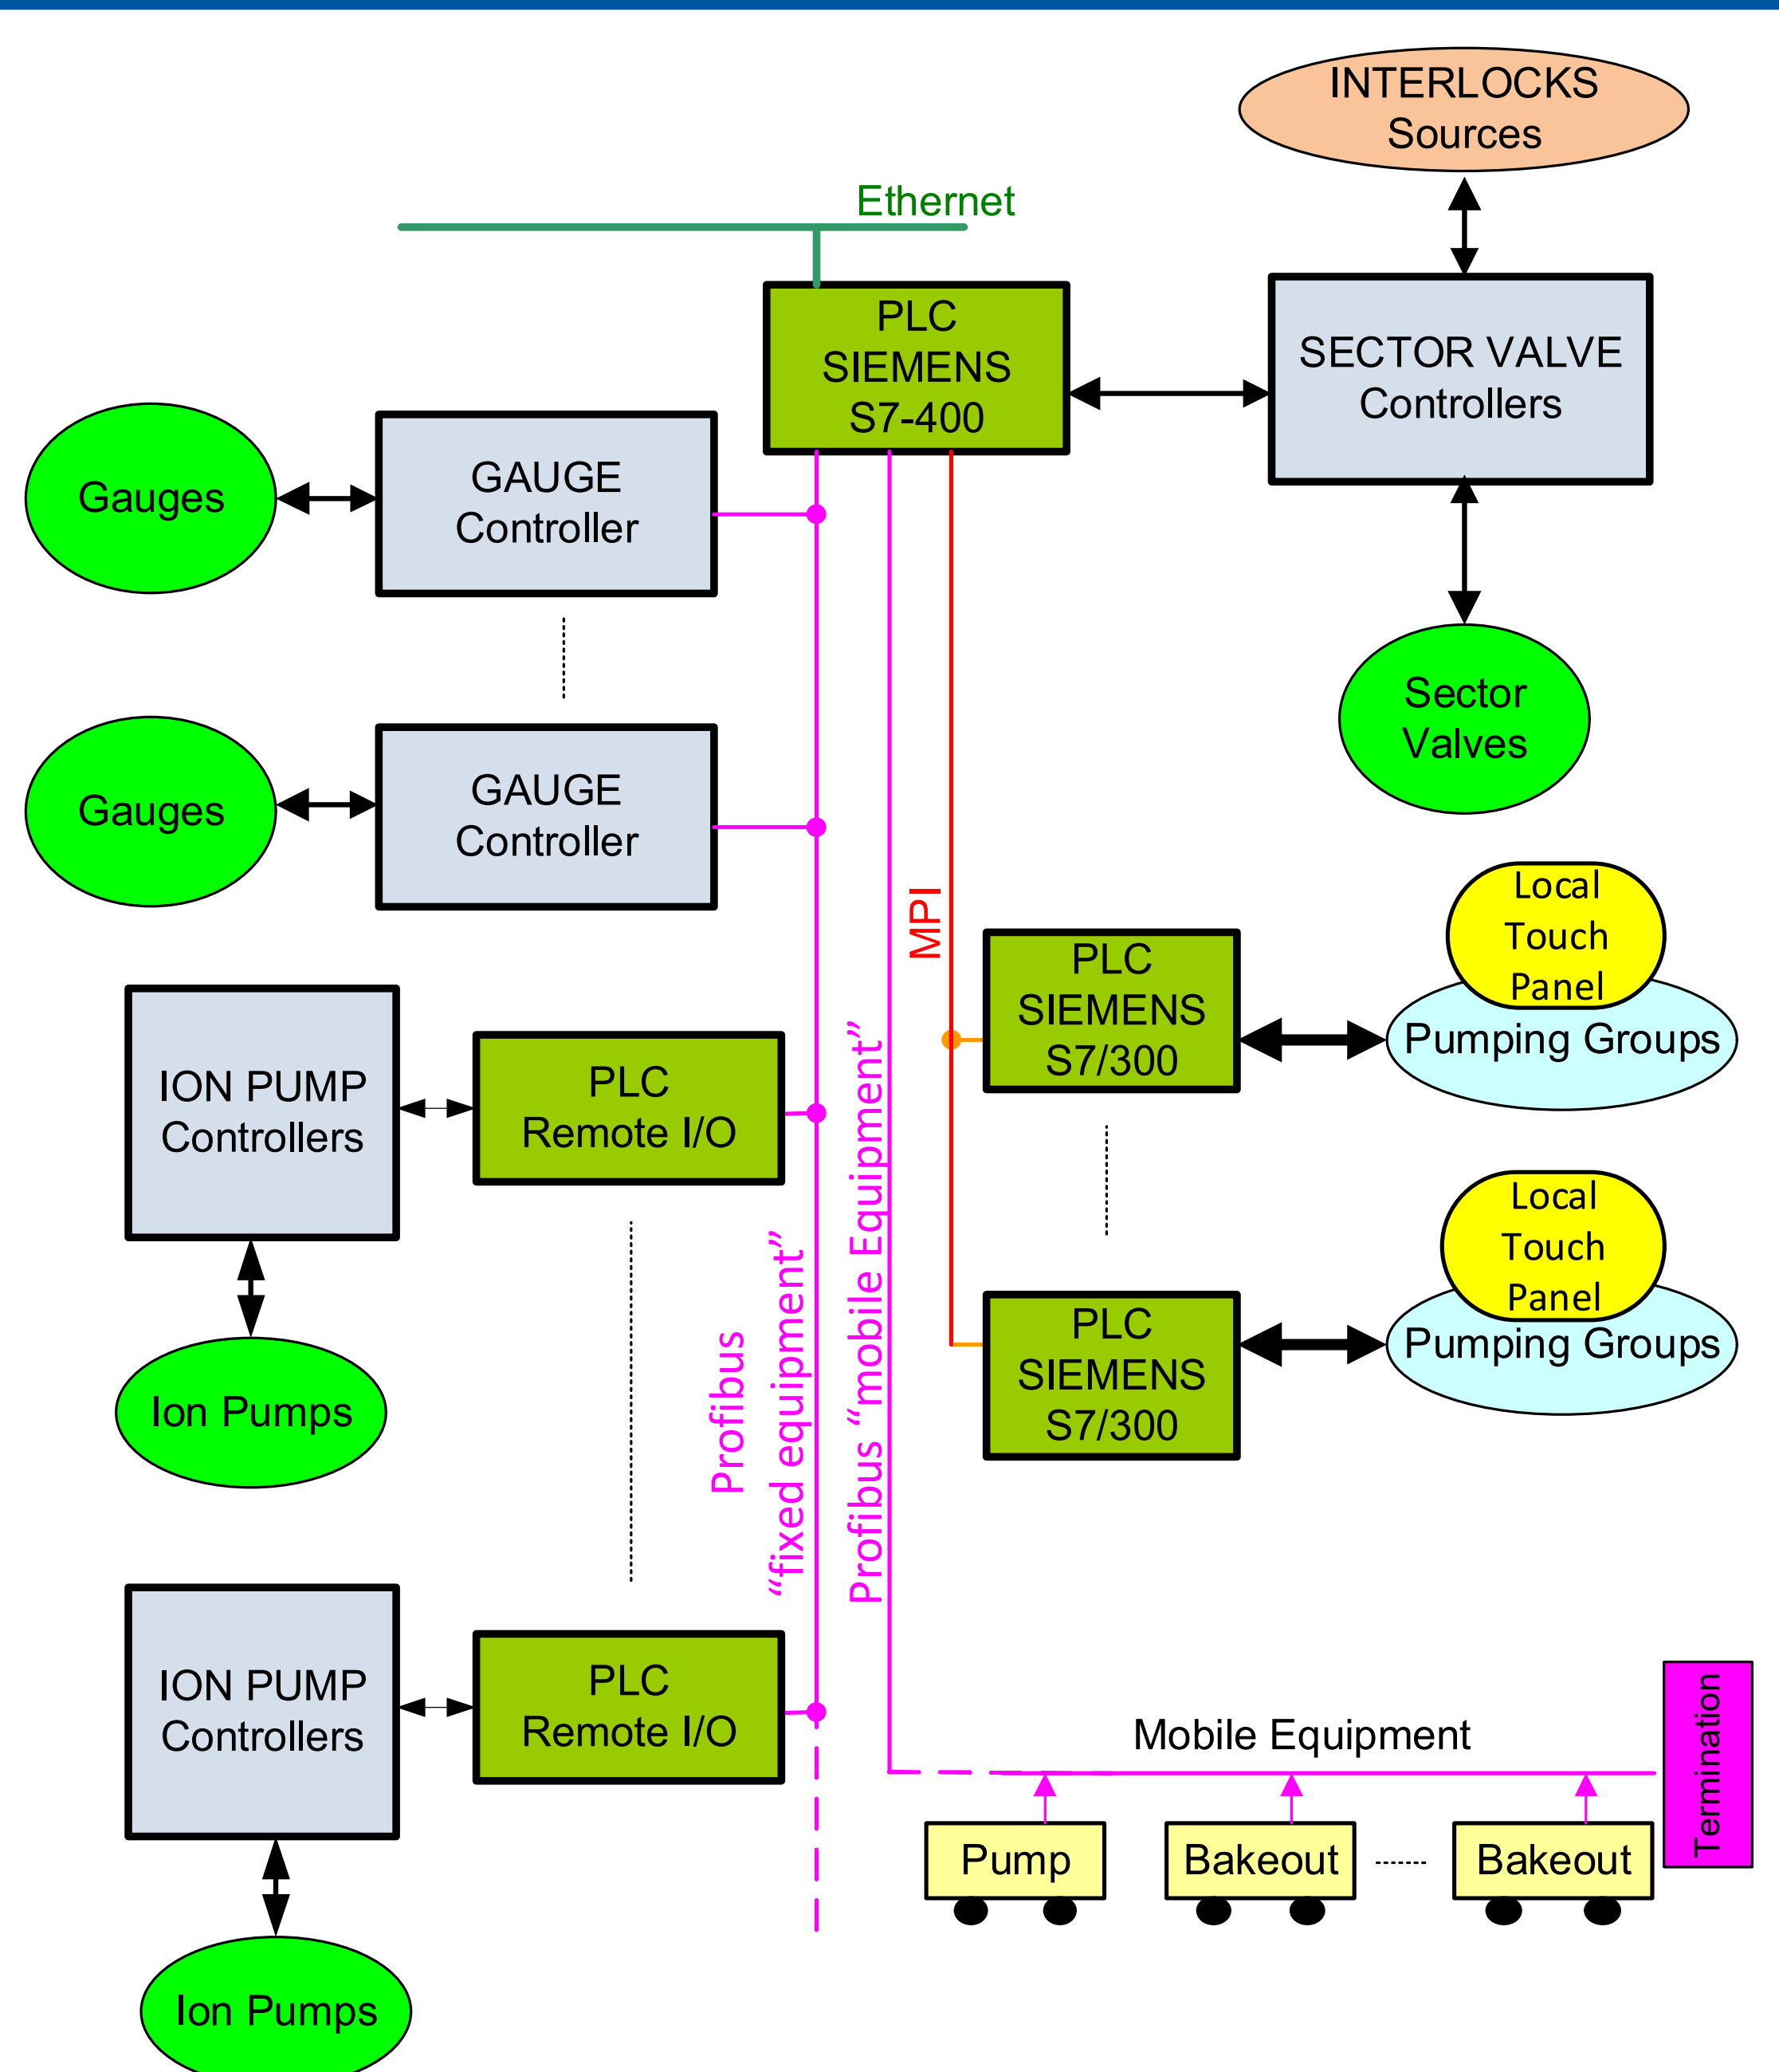 INTERLOCKS
Sources
Ethernet
PLC
SIEMENS
S7-400
SECTOR VALVE
Controllers
Gauges
GAUGE
Controller
Sector
Valves
Gauges
GAUGE
Controller
MPI
Local
Touch
Panel
Pumping Groups
PLC
SIEMENS
S7/300
ION PUMP
Controllers
PLC
Remote I/O
Profibus
“fixed equipment”
Profibus “mobile Equipment”
Local
Touch
Panel
Pumping Groups
PLC
SIEMENS
S7/300
Ion Pumps
ION PUMP
Controllers
PLC
Remote I/O
Mobile Equipment
Termination
Pump
Bakeout
Bakeout
Ion Pumps